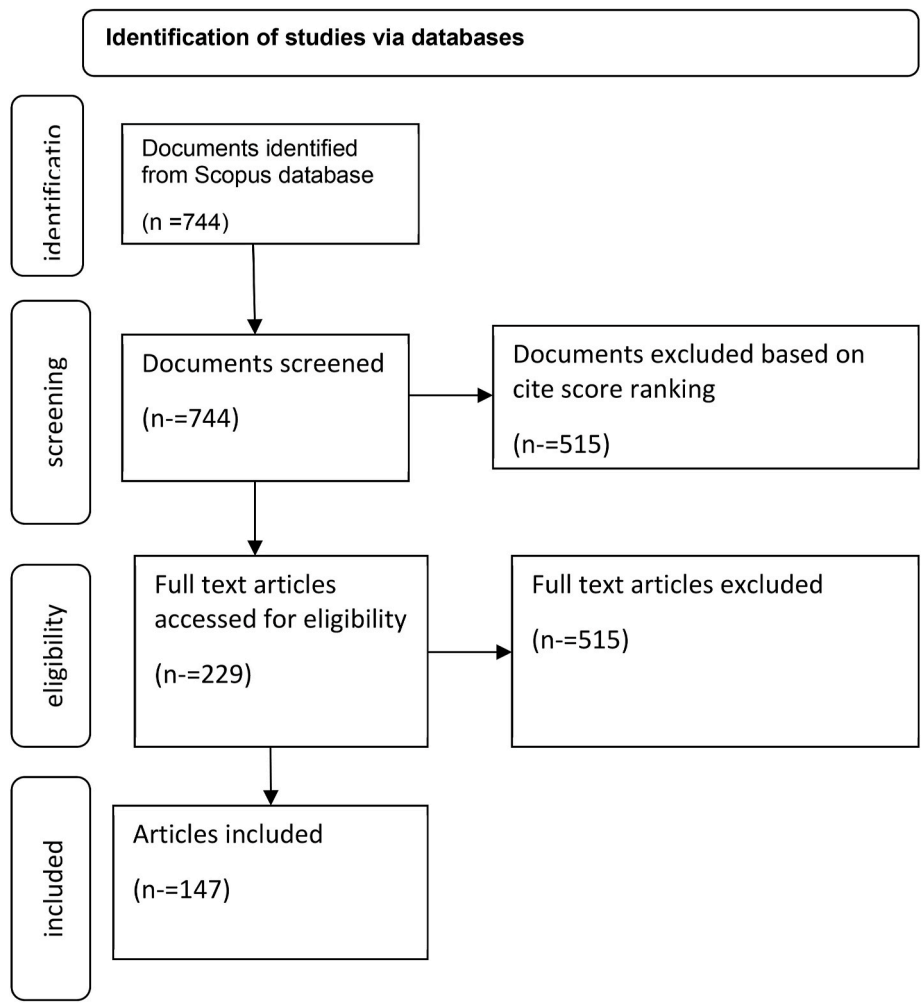 Identification of studies via databases
identificatio
Documents identified
from Scopus database
(n =744)
screening
Documents screened
(n-=744)
Documents excluded based on
cite score ranking
(n-=515)
eligibility
Full text articles
accessed for eligibility
(n-=229)
Full text articles excluded
(n-=515)
included
Articles included
(n-=147)